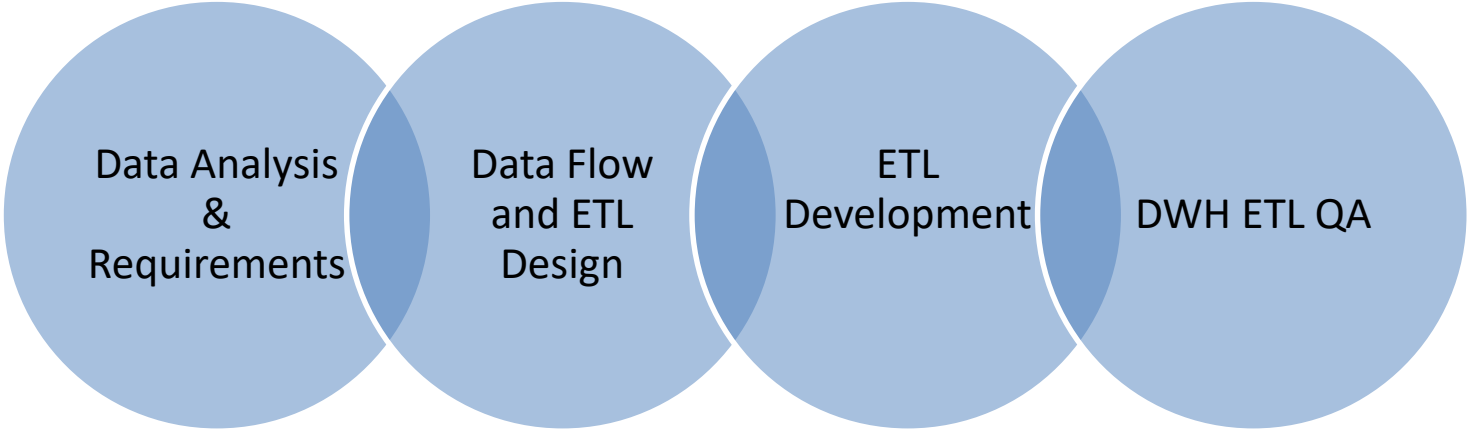 Data Analysis
&
Requirements
Data Flow
and ETL
Design
ETL
Development
DWH ETL QA